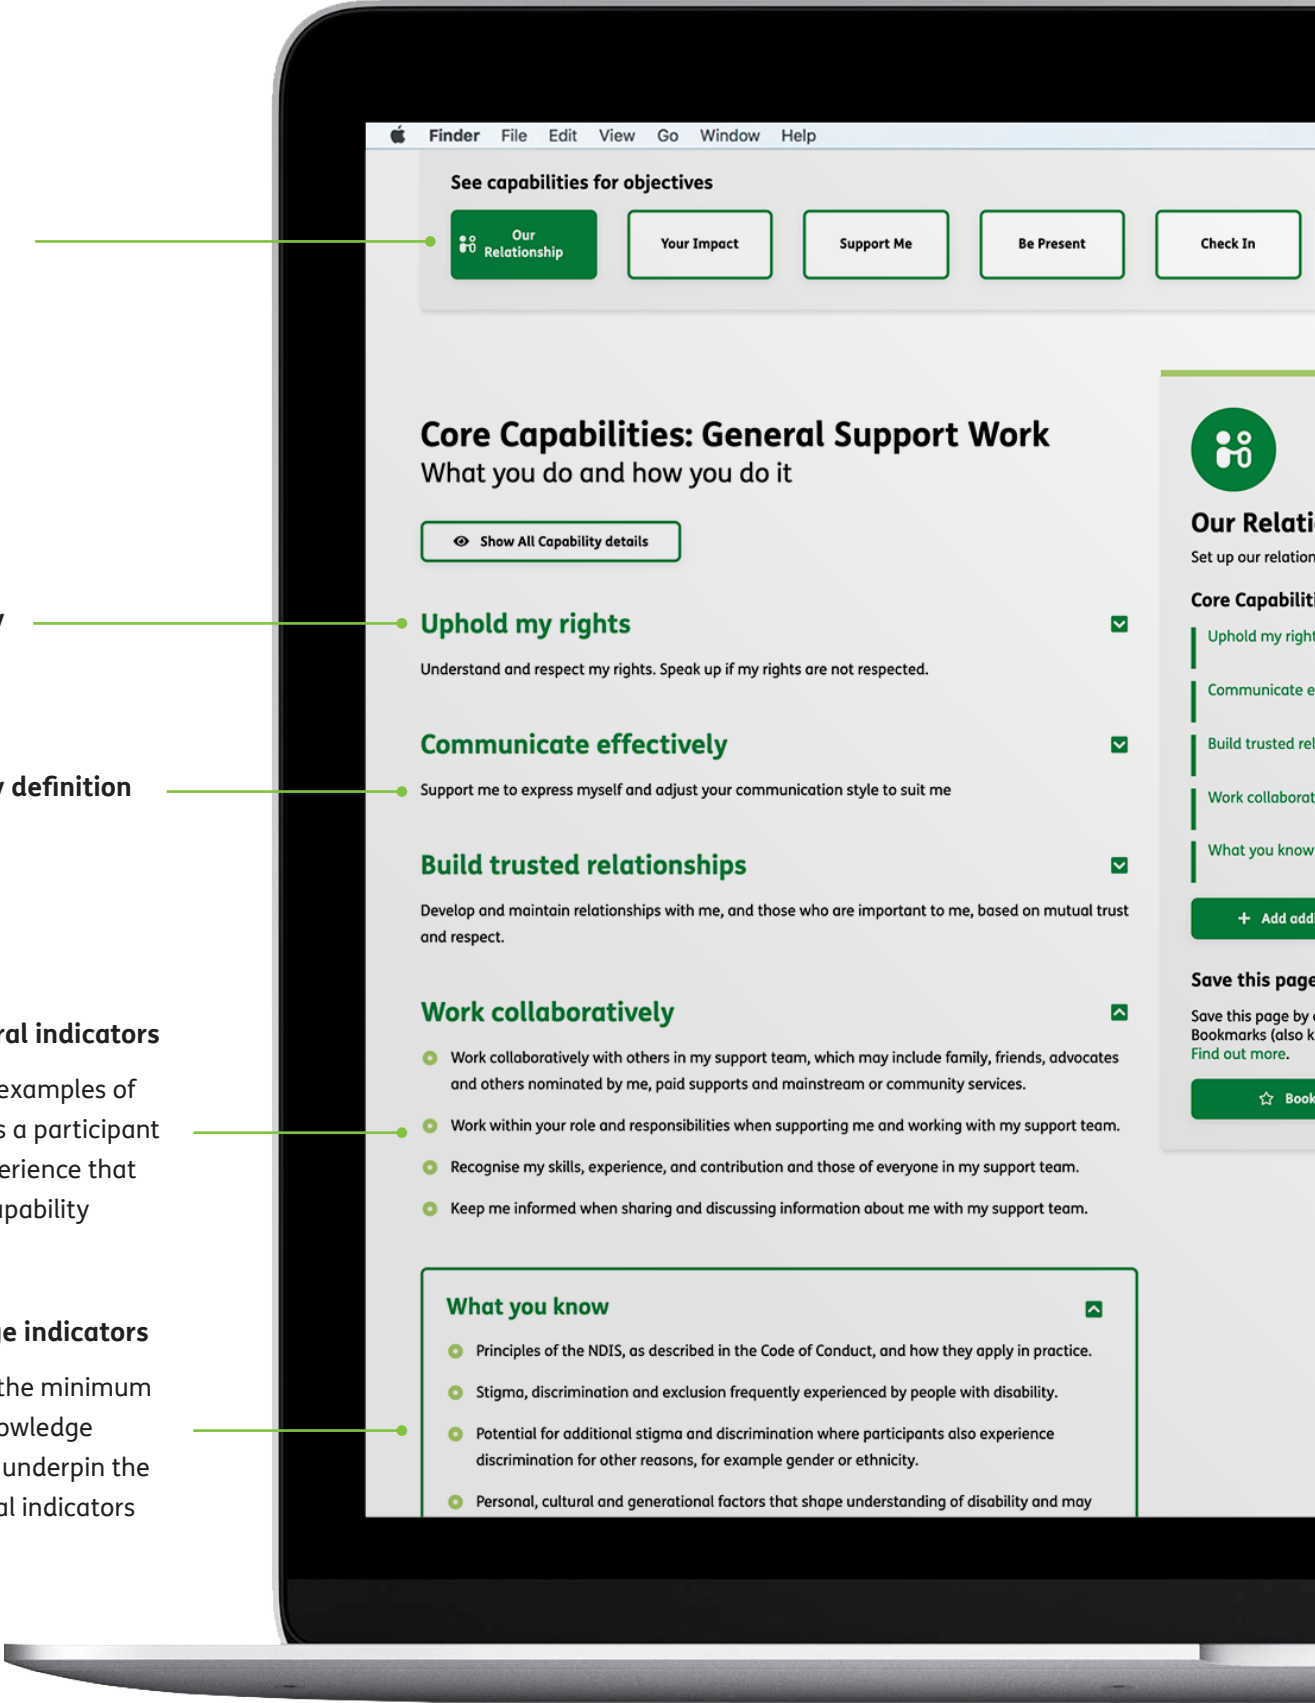 Finder File Edit View Go Window Help
See capabilities for objectives
Our
Relationship
Your Impact
Support Me
Be Present
Check In
Core Capabilities: General Support Work
What you do and how you do it
Show All Capability details
Uphold my rights
Understand and respect my rights. Speak up if my rights are not respected.
y definition
Communicate effectively
Support me to express myself and adjust your communication style to suit me
Build trusted relationships
Develop and maintain relationships with me, and those who are important to me, based on mutual trust
and respect.
ral indicators
examples of
s a participant
erience that
pability
Work collaboratively
Work collaboratively with others in my support team, which may include family, friends, advocates
and others nominated by me, paid supports and mainstream or community services.
Work within your role and responsibilities when supporting me and working with my support team.
Recognise my skills, experience, and contribution and those of everyone in my support team.
Keep me informed when sharing and discussing information about me with my support team.
ge indicators
the minimum
owledge
underpin the
al indicators
What you know
Principles of the NDIS, as described in the Code of Conduct, and how they apply in practice.
Stigma, discrimination and exclusion frequently experienced by people with disability.
Potential for additional stigma and discrimination where participants also experience
discrimination for other reasons, for example gender or ethnicity.
Personal, cultural and generational factors that shape understanding of disability and may
Our Relati
Set up our relation
Core Capabiliti
Uphold my right
Communicate e
Build trusted rel
Work collaborat
What you know
+ Add addi
Save this page
Save this page by
Bookmarks (also k
Find out more.
Book